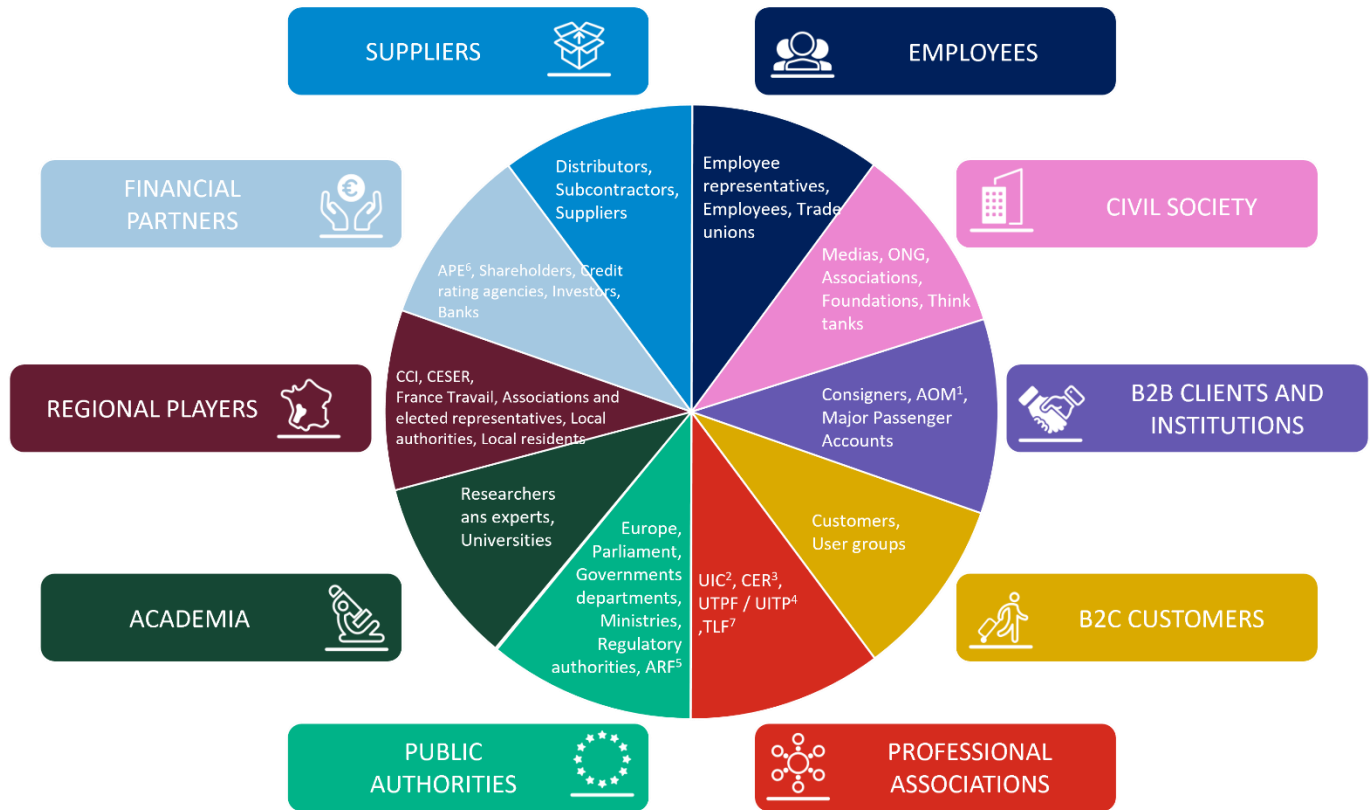 SUPPLIERS
EMPLOYEES
FINANCIAL
PARTNERS
CIVIL SOCIETY
REGIONAL PLAYERS
B2B CLIENTS AND
INSTITUTIONS
ACADEMIA
B2C CUSTOMERS
PUBLIC
AUTHORITIES
PROFESSIONAL
ASSOCIATIONS
Distributors,
Subcontractors,
Suppliers
Employee
representatives,
Employees, Trade
unions
Medias, ONG,
Associations,
Foundations, Think
tanks
APE⁶, Shareholders, Credit
rating agencies, Investors,
Banks
CCI, CESER,
France Travail, Associations and
elected representatives, Local
authorities, Local residents
Consigners, AOM¹,
Major Passenger
Accounts
Researchers
ans experts,
Universities
Customers,
User groups
Europe,
Parliament,
Governments
departments,
Ministries,
Regulatory
authorities, ARF⁵
UIC², CER³,
UTPF / UITP⁴
,TLF⁷